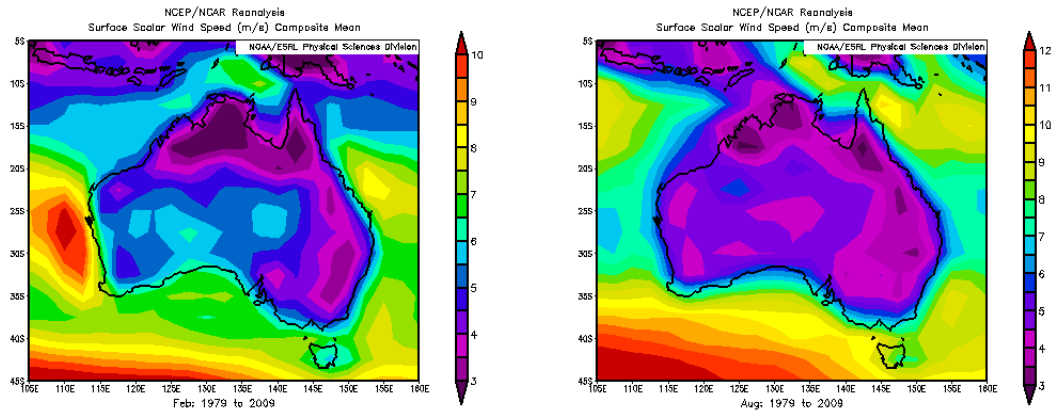 NCEP/NCAR Reanalysis
Surface Scalar Wind Speed (m/s) Composite Mean
NOAA/ESRL Physical Sciences Division
5S
10S
15S
20S
25S
30S
35S
40S
45S
105E 110E 115E 120E 125E 130E 135E 140E 145E 150E 155E 160E
Feb: 1979 to 2009
10
9
8
7
6
5
4
3
NCEP/NCAR Reanalysis
Surface Scalar Wind Speed (m/s) Composite Mean
NOAA/ESRL Physical Sciences Division
5S
10S
15S
20S
25S
30S
35S
40S
45S
105E 110E 115E 120E 125E 130E 135E 140E 145E 150E 155E 160E
Aug: 1979 to 2009
12
11
10
9
8
7
6
5
4
3